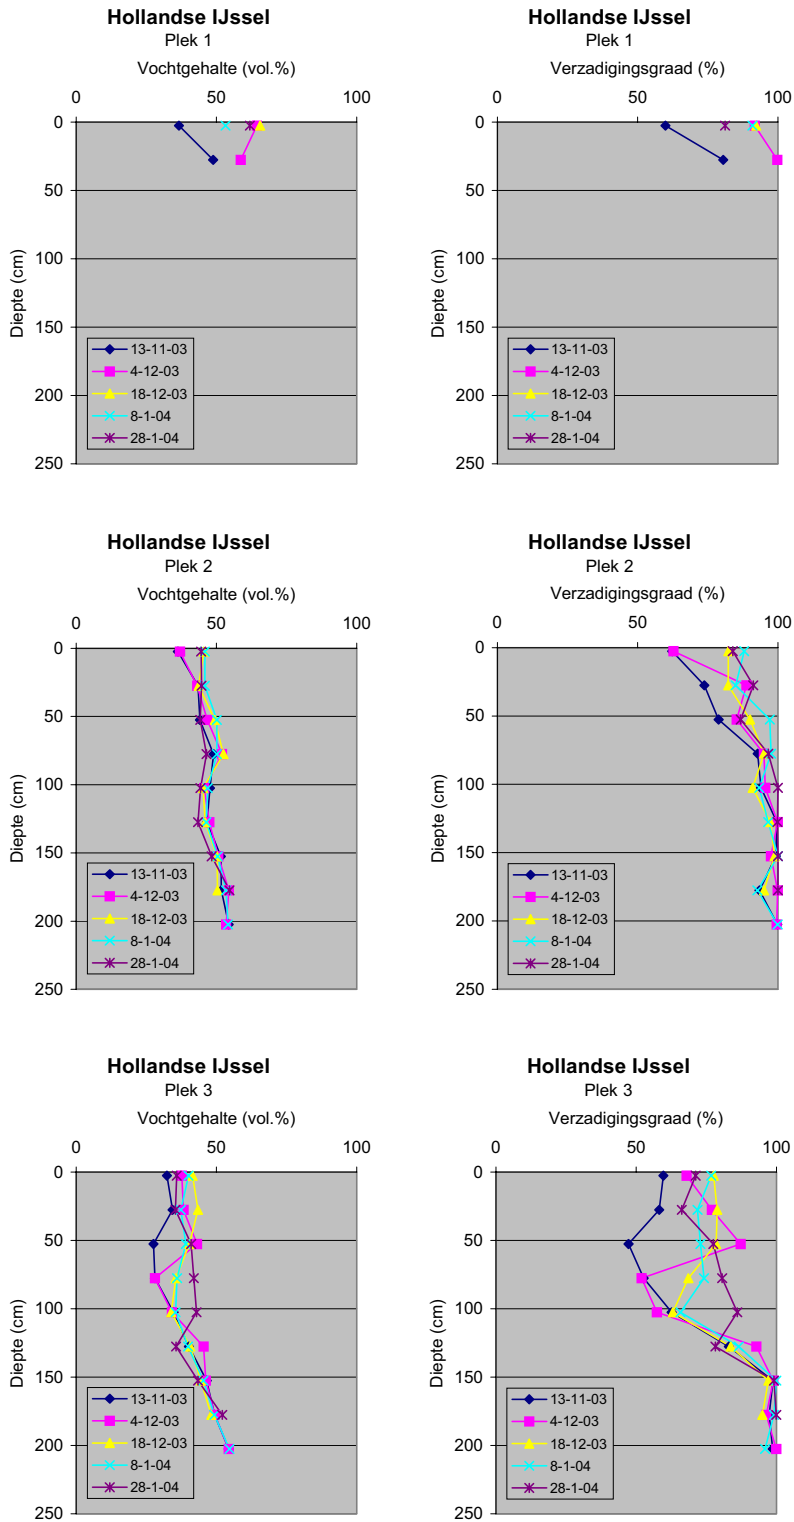 Hollandse IJssel
Plek 1
Vochtgehalte (vol.%)
0 50 100
0
50
100
150
200
250
Diepte (cm)
13-11-03
4-12-03
18-12-03
8-1-04
28-1-04
Hollandse IJssel
Plek 1
Verzadigingsgraad (%)
0 50 100
0
50
100
150
200
250
Diepte (cm)
13-11-03
4-12-03
18-12-03
8-1-04
28-1-04
Hollandse IJssel
Plek 2
Vochtgehalte (vol.%)
0 50 100
0
50
100
150
200
250
Diepte (cm)
13-11-03
4-12-03
18-12-03
8-1-04
28-1-04
Hollandse IJssel
Plek 2
Verzadigingsgraad (%)
0 50 100
0
50
100
150
200
250
Diepte (cm)
13-11-03
4-12-03
18-12-03
8-1-04
28-1-04
Hollandse IJssel
Plek 3
Vochtgehalte (vol.%)
0 50 100
0
50
100
150
200
250
Diepte (cm)
13-11-03
4-12-03
18-12-03
8-1-04
28-1-04
Hollandse IJssel
Plek 3
Verzadigingsgraad (%)
0 50 100
0
50
100
150
200
250
Diepte (cm)
13-11-03
4-12-03
18-12-03
8-1-04
28-1-04